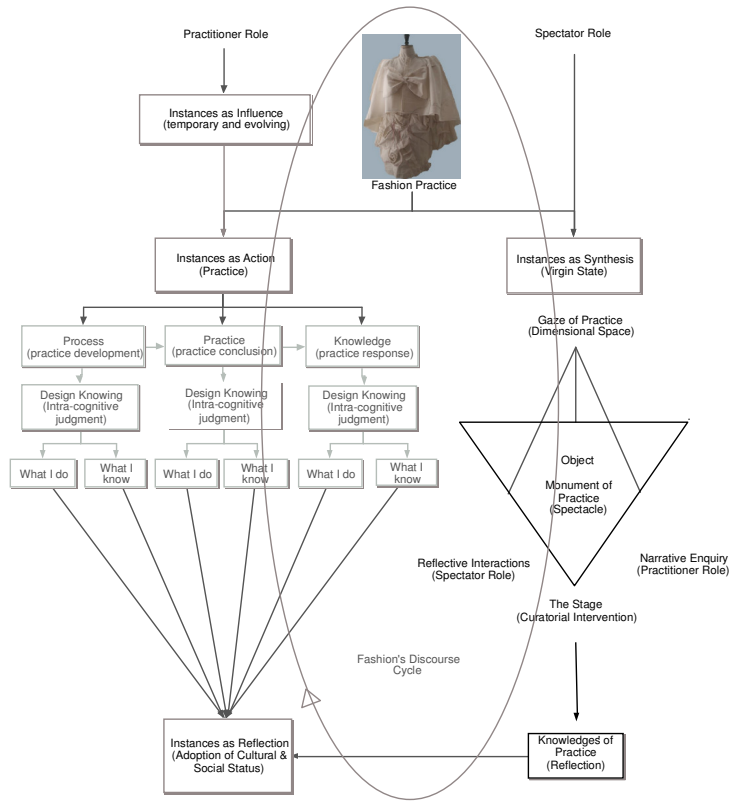 Practitioner Role
Spectator Role
Instances as Influence
(temporary and evolving)
Fashion Practice
Instances as Action
(Practice)
Instances as Synthesis
(Virgin State)
Gaze of Practice
(Dimensional Space)
Process
(practice development)
Practice
(practice conclusion)
Knowledge
(practice response)
Design Knowing
(Intra-cognitive
judgment)
Design Knowing
(Intra-cognitive
judgment)
Design Knowing
(Intra-cognitive
judgment)
What I do
What I
know
What I do
What I
know
What I do
What I
know
Object
Monument of
Practice
(Spectacle)
Reflective Interactions
(Spectator Role)
Narrative Enquiry
(Practitioner Role)
The Stage
(Curatorial Intervention)
Fashion's Discourse
Cycle
Instances as Reflection
(Adoption of Cultural &
Social Status)
Knowledges of
Practice
(Reflection)